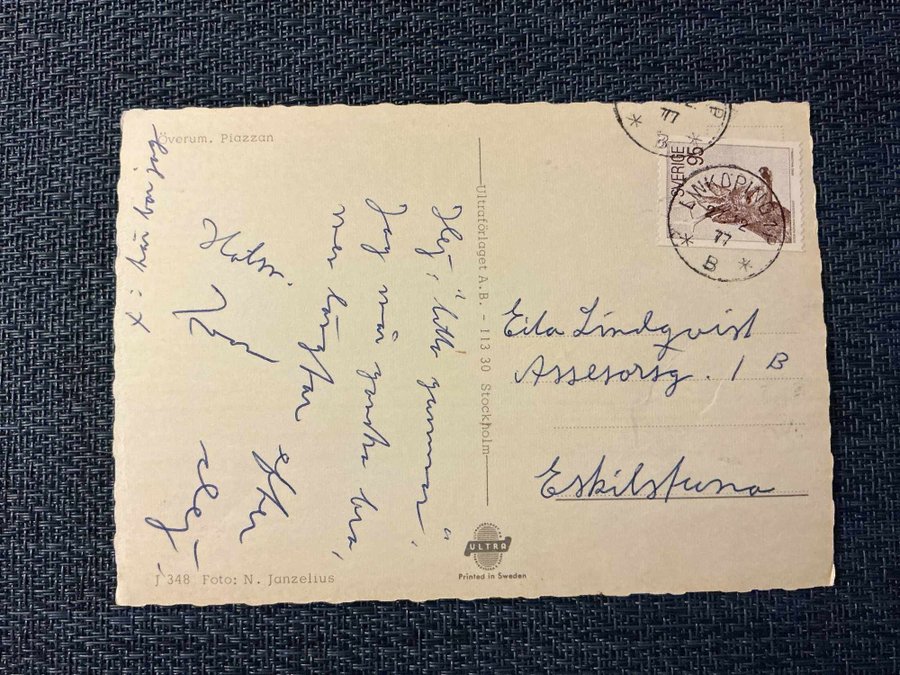 Överum. Piazzan
x: här bor jag
Hej "lilla gumman".
Jag mår ganska bra,
men längtar efter
dej -
Ultraförlaget A.B. - 113 30 Stockholm
SVERIGE 95
LINKÖPING
77
B
77
B
Eila Lindqvist
Assesorsg. 1 B
Eskilstuna
ULTRA
Printed in Sweden
J 348 Foto: N. Janzelius